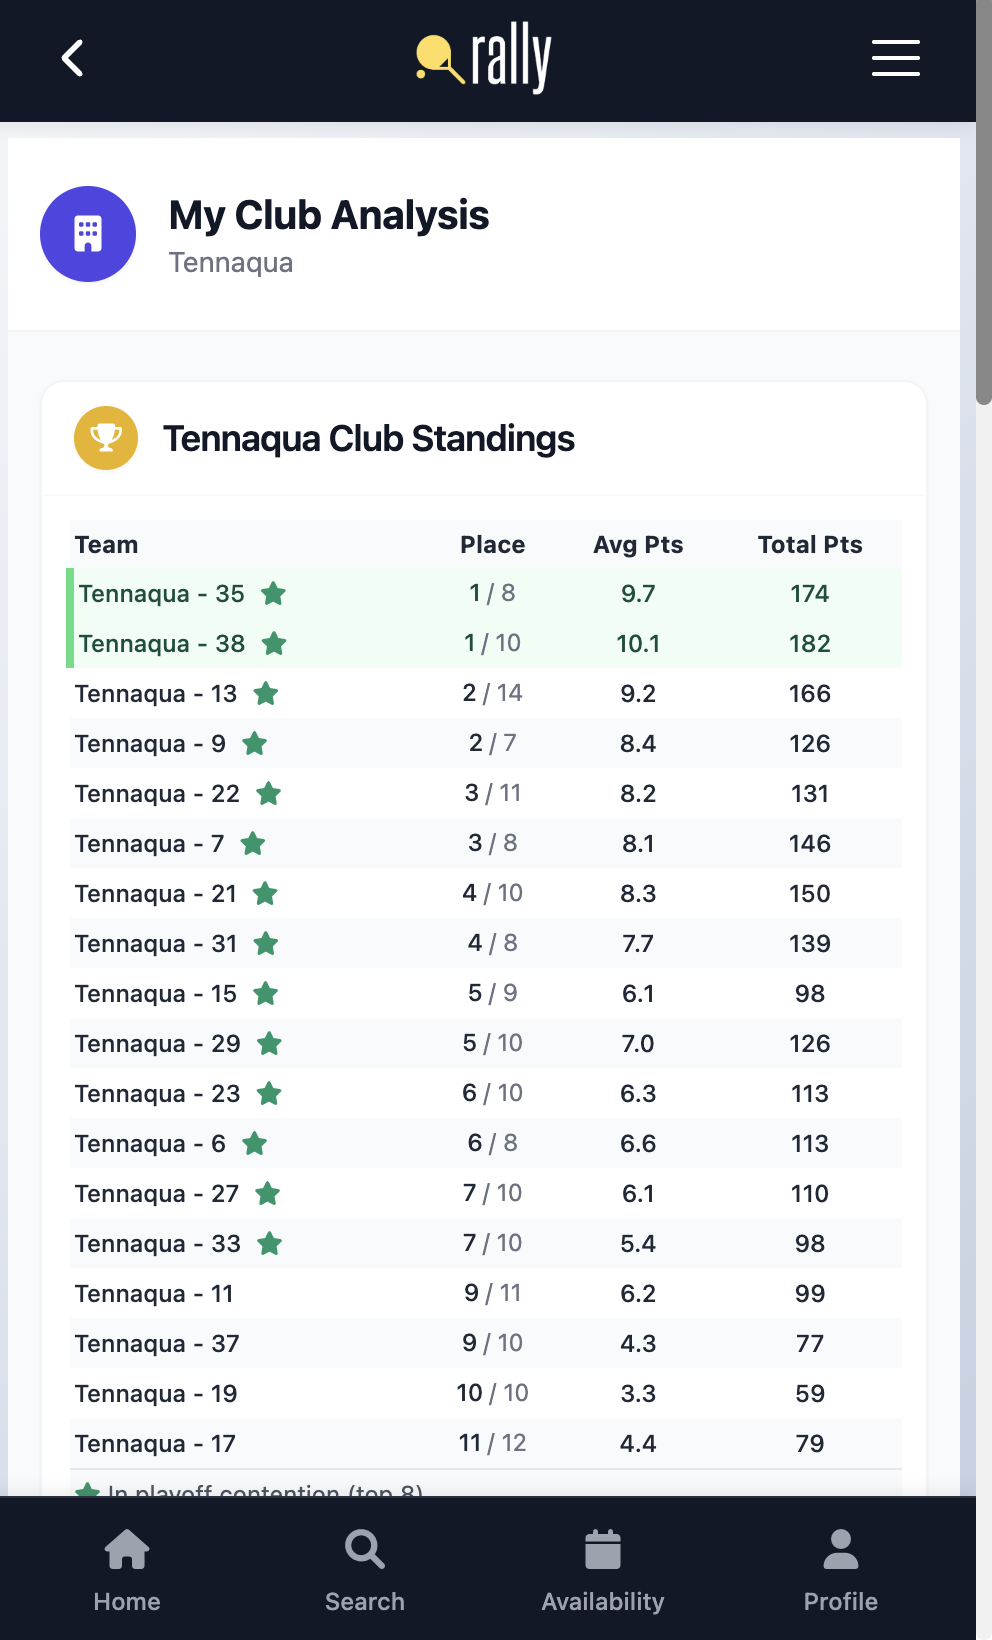 rally
My Club Analysis
Tennaqua
Tennaqua Club Standings
Team Place Avg Pts Total Pts
Tennaqua - 35 1 / 8 9.7 174
Tennaqua - 38 1 / 10 10.1 182
Tennaqua - 13 2 / 14 9.2 166
Tennaqua - 9 2 / 7 8.4 126
Tennaqua - 22 3 / 11 8.2 131
Tennaqua - 7 3 / 8 8.1 146
Tennaqua - 21 4 / 10 8.3 150
Tennaqua - 31 4 / 8 7.7 139
Tennaqua - 15 5 / 9 6.1 98
Tennaqua - 29 5 / 10 7.0 126
Tennaqua - 23 6 / 10 6.3 113
Tennaqua - 6 6 / 8 6.6 113
Tennaqua - 27 7 / 10 6.1 110
Tennaqua - 33 7 / 10 5.4 98
Tennaqua - 11 9 / 11 6.2 99
Tennaqua - 37 9 / 10 4.3 77
Tennaqua - 19 10 / 10 3.3 59
Tennaqua - 17 11 / 12 4.4 79
In playoff contention (top 8)
Home Search Availability Profile